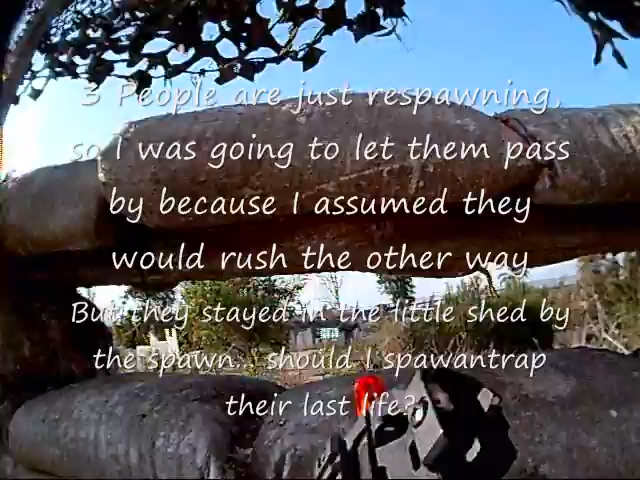 3 People are just respawning,
so I was going to let them pass
by because I assumed they
would rush the other way
But they stayed in the little shed by
the spawn... should I spawantrap
their last life?